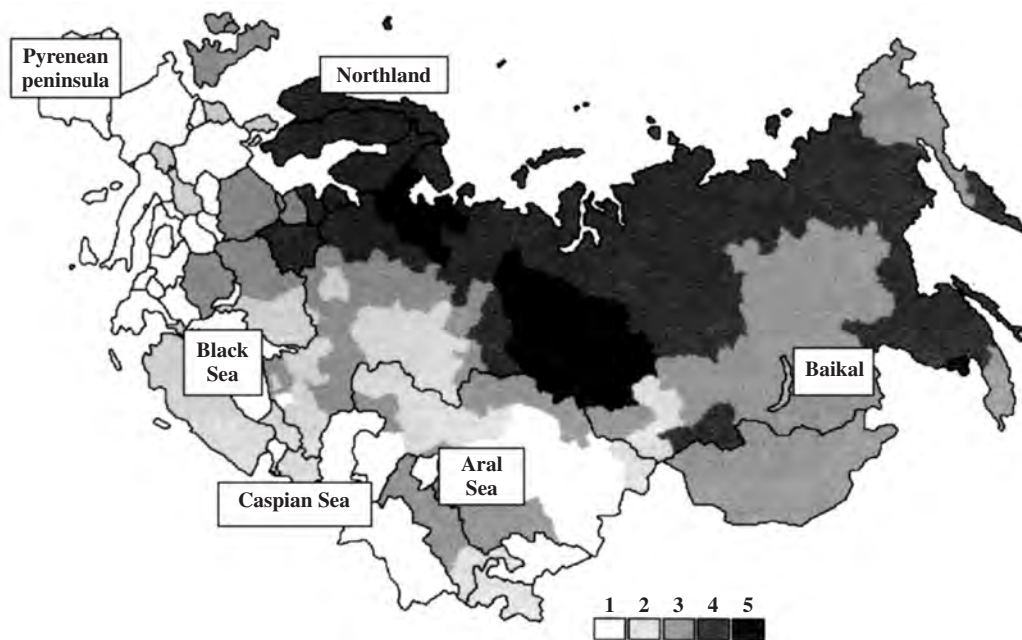 Pyrenean
peninsula
Northland
Black
Sea
Baikal
Aral
Sea
Caspian Sea
1 2 3 4 5